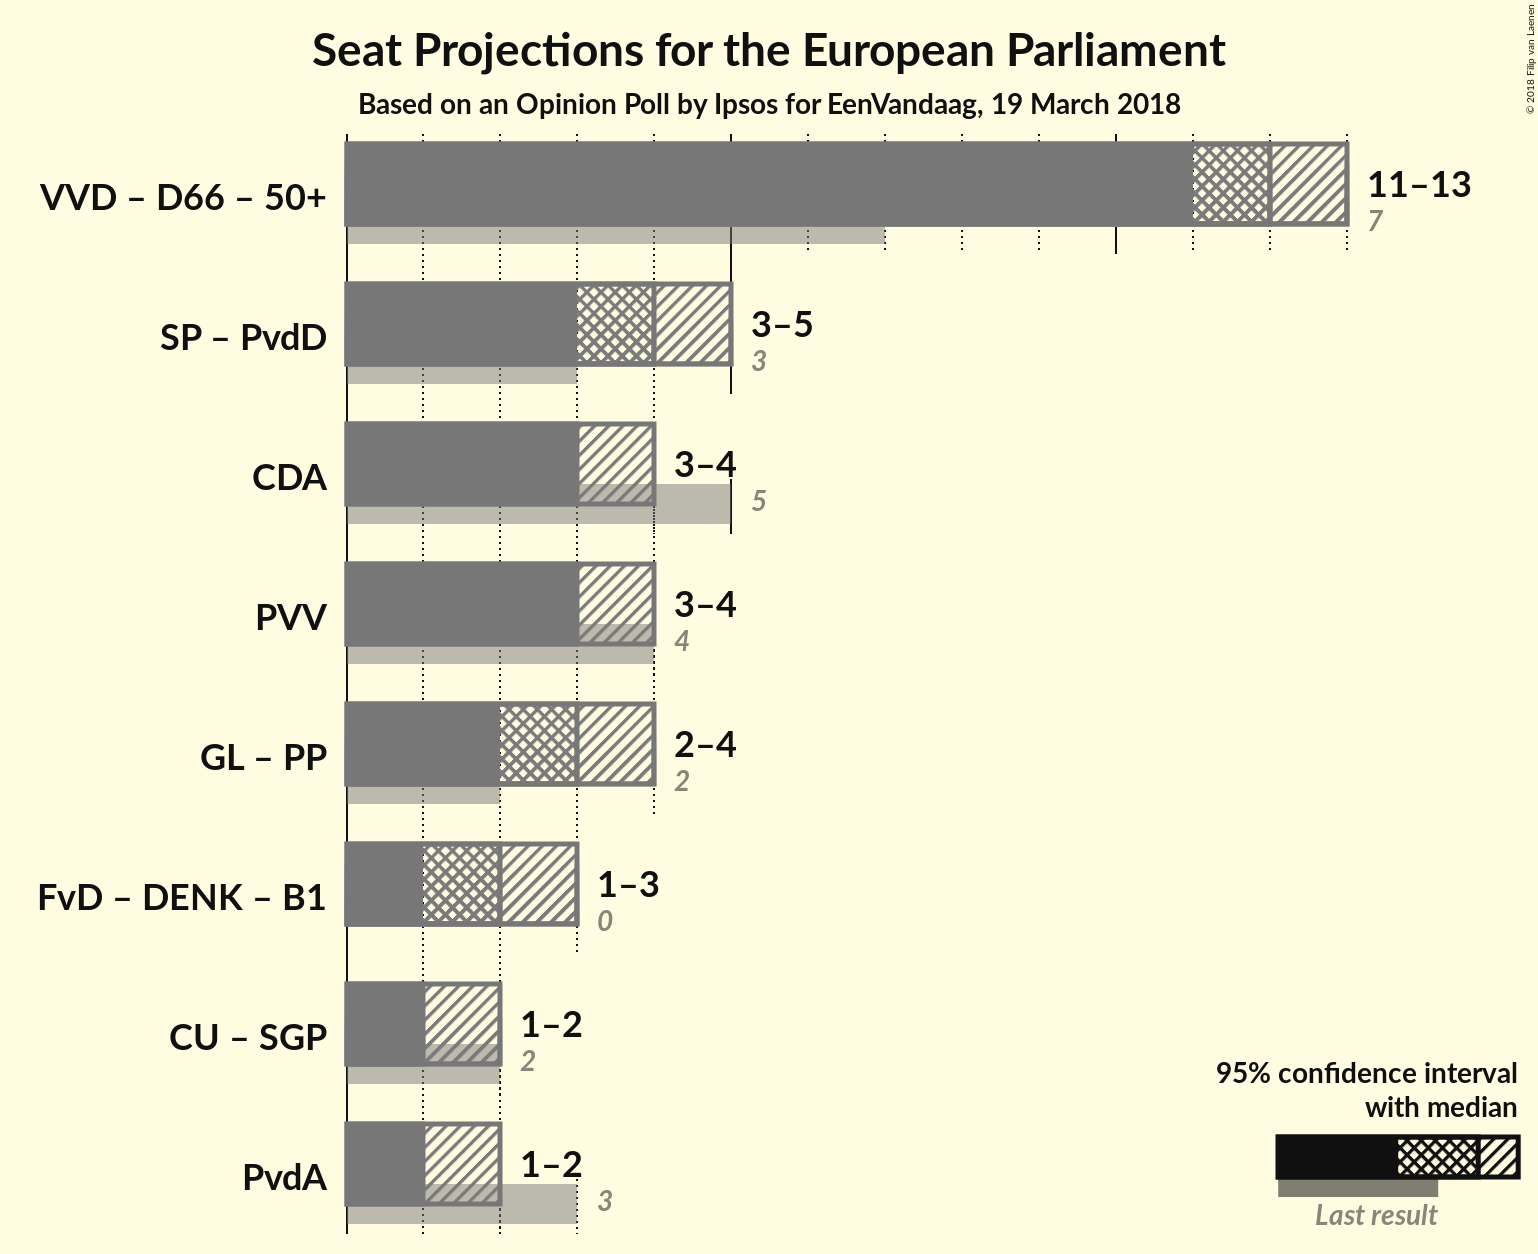 Seat Projections for the European Parliament
Based on an Opinion Poll by Ipsos for EenVandaag, 19 March 2018
© 2018 Filip van Laenen
VVD – D66 – 50+
11–13
7
SP – PvdD
3–5
3
CDA
3–4
5
PVV
3–4
4
GL – PP
2–4
2
FvD – DENK – B1
1–3
0
CU – SGP
1–2
2
PvdA
1–2
3
95% confidence interval
with median
Last result